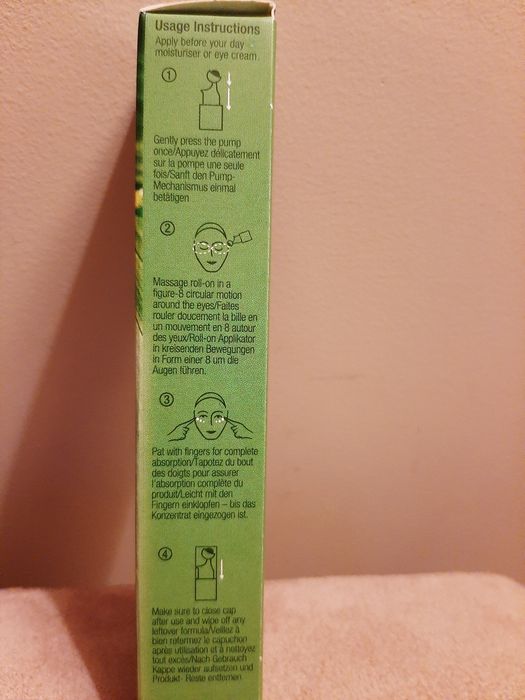 Usage Instructions
Apply before your day
moisturiser or eye cream.
1
Gently press the pump
once/Appuyez délicatement
sur la pompe une seule
fois/Sanft den Pump-
Mechanismus einmal
betätigen
2
Massage roll-on in a
figure-8 circular motion
around the eyes/Faites
rouler doucement la bille en
un mouvement en 8 autour
des yeux/Roll-on Applikator
in kreisenden Bewegungen
in Form einer 8 um die
Augen führen.
3
Pat with fingers for complete
absorption/Tapotez du bout
des doigts pour assurer
l'absorption complète du
produit/Leicht mit den
Fingern einklopfen – bis das
Konzentrat eingezogen ist.
4
Make sure to close cap
after use and wipe off any
leftover formula/Veillez à
bien refermez le capuchon
après utilisation et à nettoyez
tout excès/Nach Gebrauch
Kappe wieder aufsetzen und
Produkt- Reste entfernen